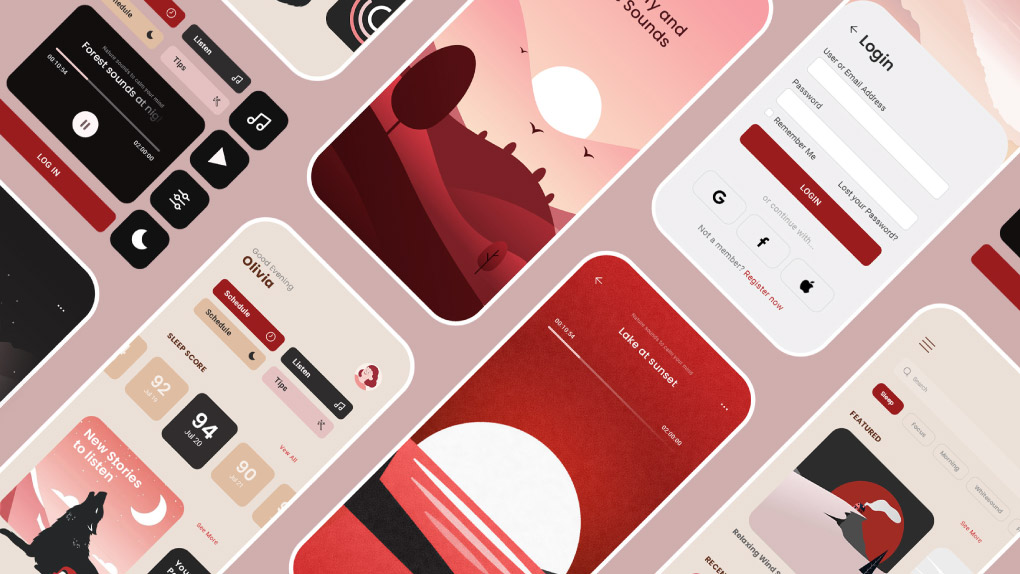 Schedule
Listen
Tips
Nature sounds to calm your mind
Forest sounds at nig
00:10:54
02:00:00
LOG IN
y and
Sounds
Login
User or Email Address
Password
Remember Me
Lost your Password?
LOGIN
or continue with...
G
f
Not a member? Register now
Good Evening
Olivia
Schedule
Schedule
Listen
Tips
SLEEP SCORE
92
Jul 19
94
Jul 20
90
Jul 21
View All
New Stories
to listen
See More
Nature sounds to calm your mind
Lake at sunset
00:10:54
02:00:00
Search
Sleep
Focus
Morning
Whitesound
FEATURED
See More
Relaxing Wind S
RECEN